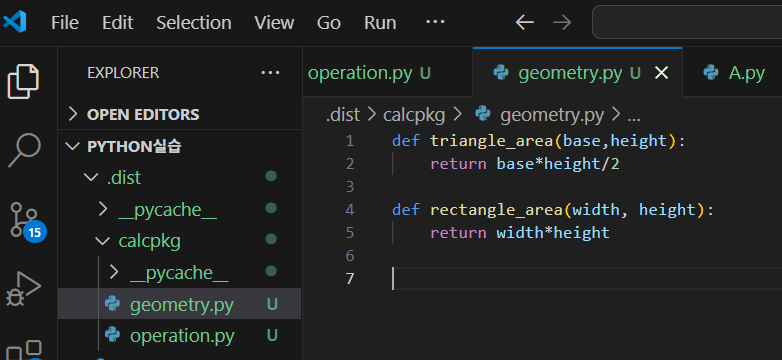 File Edit Selection View Go Run ···
EXPLORER ···
OPEN EDITORS
PYTHON실습
.dist
__pycache__
calcpkg
__pycache__
geometry.py U
operation.py U
15
operation.py U geometry.py U A.py
.dist > calcpkg > geometry.py > ...
1 def triangle_area(base,height):
2 return base*height/2
3
4 def rectangle_area(width, height):
5 return width*height
6
7